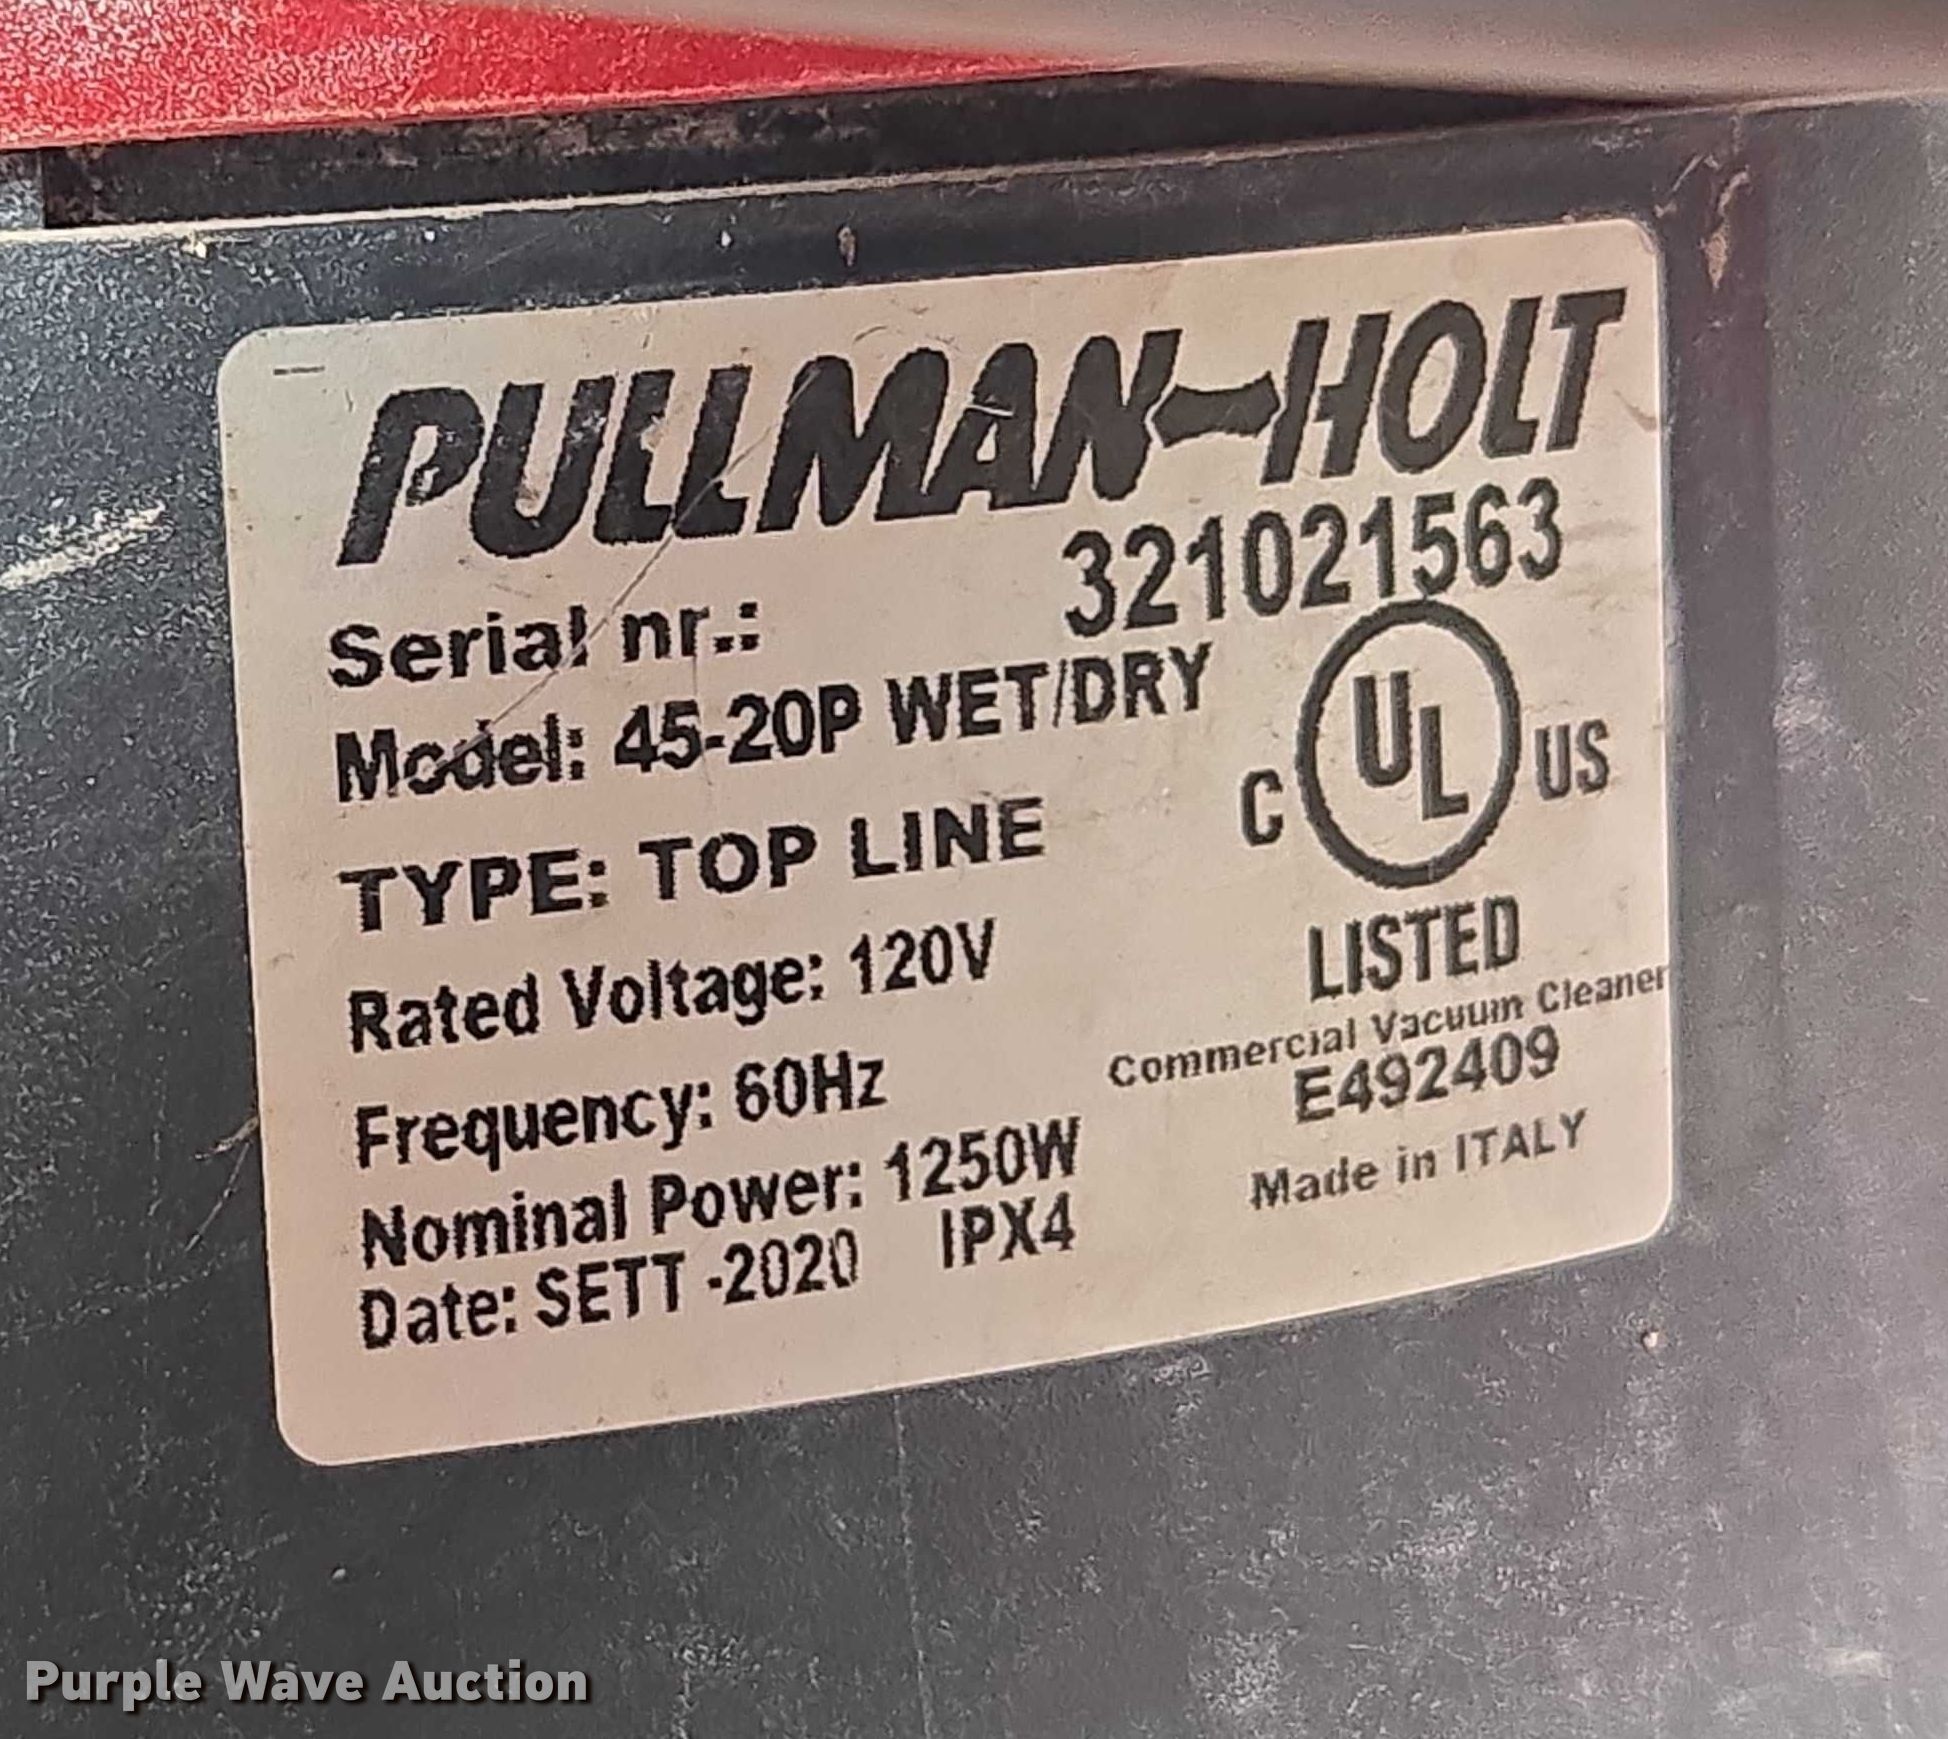 PULLMAN-HOLT
Serial nr.: 321021563
Model: 45-20P WET/DRY
TYPE: TOP LINE
Rated Voltage: 120V
Frequency: 60Hz
Nominal Power: 1250W
Date: SETT -2020 IPX4
C UL US
LISTED
Commercial Vacuum Cleaner
E492409
Made in ITALY
Purple Wave Auction